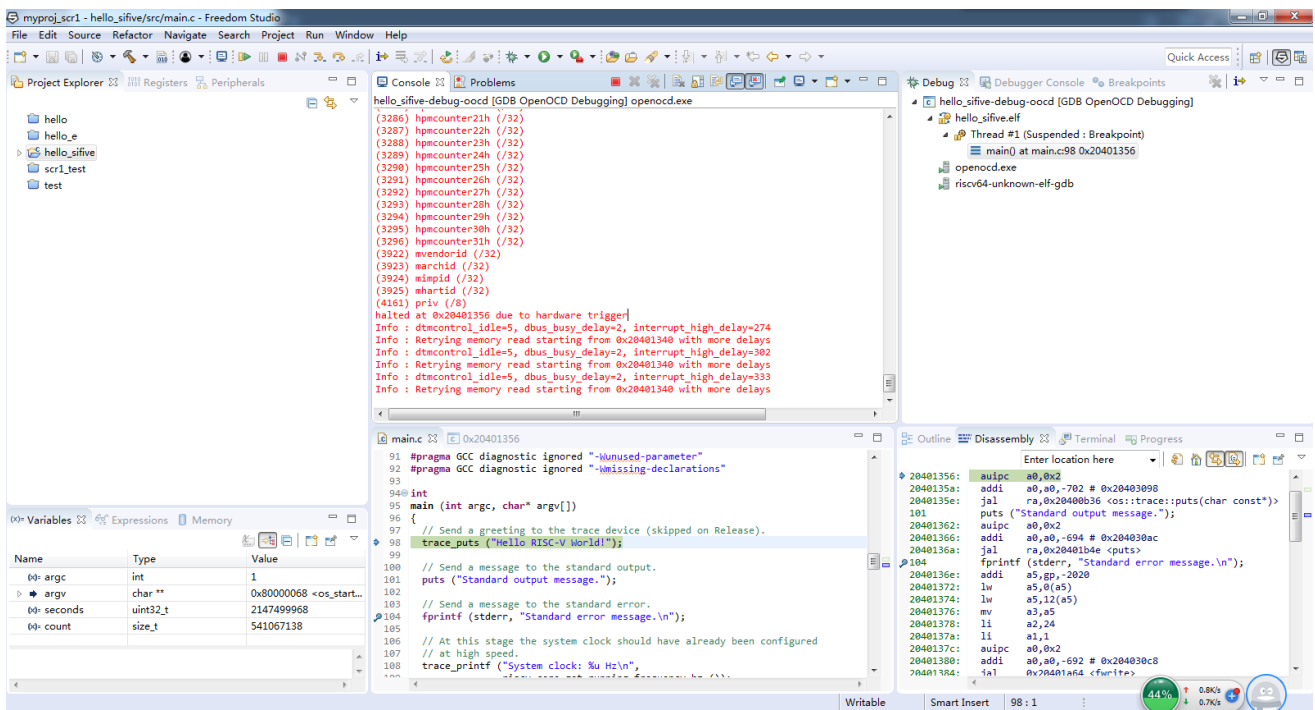 myproj_scr1 - hello_sifive/src/main.c - Freedom Studio
File Edit Source Refactor Navigate Search Project Run Window Help
Quick Access
Project Explorer Registers Peripherals
hello
hello_e
hello_sifive
scr1_test
test
Console Problems
hello_sifive-debug-oocd [GDB OpenOCD Debugging] openocd.exe
(3286) hpmcounter21h (/32)
(3287) hpmcounter22h (/32)
(3288) hpmcounter23h (/32)
(3289) hpmcounter24h (/32)
(3290) hpmcounter25h (/32)
(3291) hpmcounter26h (/32)
(3292) hpmcounter27h (/32)
(3293) hpmcounter28h (/32)
(3294) hpmcounter29h (/32)
(3295) hpmcounter30h (/32)
(3296) hpmcounter31h (/32)
(3922) mvendorid (/32)
(3923) marchid (/32)
(3924) mimpid (/32)
(3925) mhartid (/32)
(4161) priv (/8)
halted at 0x20401356 due to hardware trigger
Info : dtmcontrol_idle=5, dbus_busy_delay=2, interrupt_high_delay=274
Info : Retrying memory read starting from 0x20401340 with more delays
Info : dtmcontrol_idle=5, dbus_busy_delay=2, interrupt_high_delay=302
Info : Retrying memory read starting from 0x20401340 with more delays
Info : dtmcontrol_idle=5, dbus_busy_delay=2, interrupt_high_delay=333
Info : Retrying memory read starting from 0x20401340 with more delays
Debug Debugger Console Breakpoints
hello_sifive-debug-oocd [GDB OpenOCD Debugging]
hello_sifive.elf
Thread #1 (Suspended : Breakpoint)
main() at main.c:98 0x20401356
openocd.exe
riscv64-unknown-elf-gdb
(x)= Variables Expressions Memory
Name Type Value
(x)= argc int 1
argv char ** 0x80000068 <os_start...
(x)= seconds uint32_t 2147499968
(x)= count size_t 541067138
main.c 0x20401356
91 #pragma GCC diagnostic ignored "-Wunused-parameter"
92 #pragma GCC diagnostic ignored "-Wmissing-declarations"
93
94 int
95 main (int argc, char* argv[])
96 {
97 // Send a greeting to the trace device (skipped on Release).
98 trace_puts ("Hello RISC-V World!");
99
100 // Send a message to the standard output.
101 puts ("Standard output message.");
102
103 // Send a message to the standard error.
104 fprintf (stderr, "Standard error message.\n");
105
106 // At this stage the system clock should have already been configured
107 // at high speed.
108 trace_printf ("System clock: %u Hz\n",
Outline Disassembly Terminal Progress
Enter location here
20401356: auipc a0,0x2
2040135a: addi a0,a0,-702 # 0x20403098
2040135e: jal ra,0x20400b36 <os::trace::puts(char const*)>
101 puts ("Standard output message.");
20401362: auipc a0,0x2
20401366: addi a0,a0,-694 # 0x204030ac
2040136a: jal ra,0x20401b4e <puts>
104 fprintf (stderr, "Standard error message.\n");
2040136e: addi a5,gp,-2020
20401372: lw a5,0(a5)
20401374: lw a5,12(a5)
20401376: mv a3,a5
20401378: li a2,24
2040137a: li a1,1
2040137c: auipc a0,0x2
20401380: addi a0,a0,-692 # 0x204030c8
20401384: jal 0x20401a64 <fwrite>
Writable Smart Insert 98 : 1
44% 0.8K/s
0.7K/s